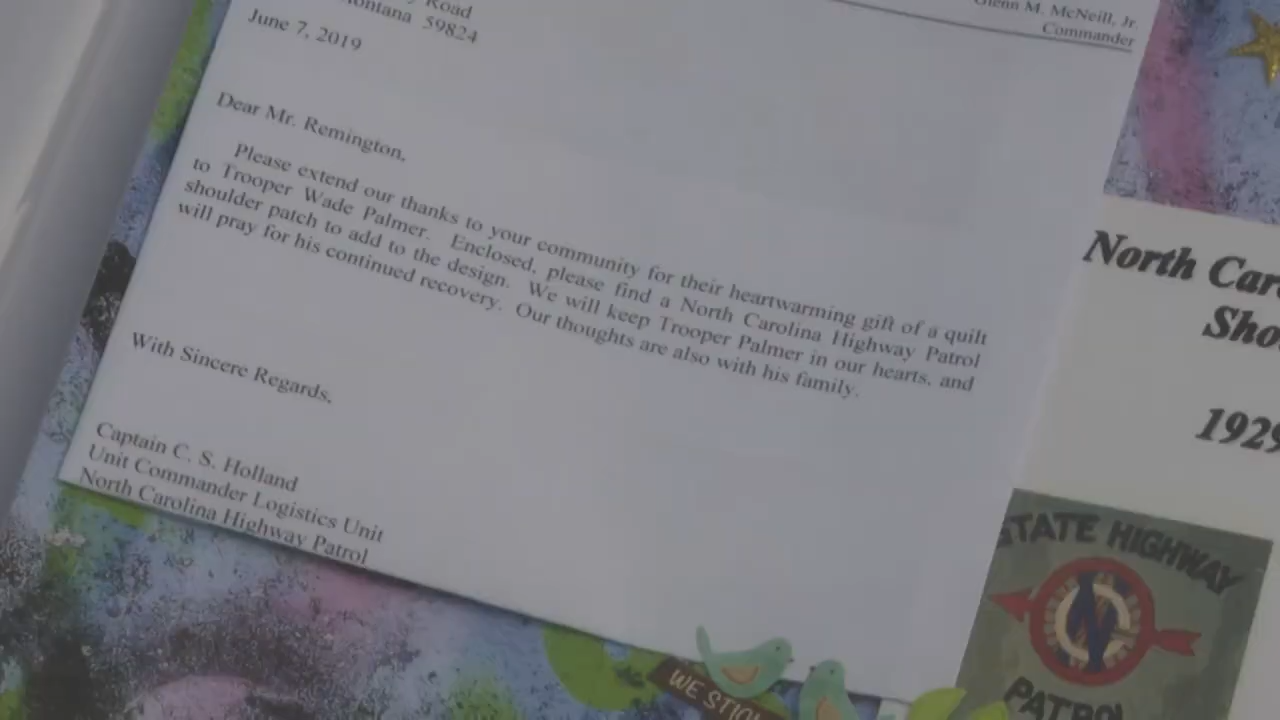 Road
Montana 59824
June 7, 2019
Glenn M. McNeill, Jr.
Commander
Dear Mr. Remington,
Please extend our thanks to your community for their heartwarming gift of a quilt
to Trooper Wade Palmer. Enclosed, please find a North Carolina Highway Patrol
shoulder patch to add to the design. We will keep Trooper Palmer in our hearts, and
will pray for his continued recovery. Our thoughts are also with his family.
With Sincere Regards,
Captain C. S. Holland
Unit Commander Logistics Unit
North Carolina Highway Patrol
North Car
Sho
1929
STATE HIGHWAY
N
PATROL
WE STICK